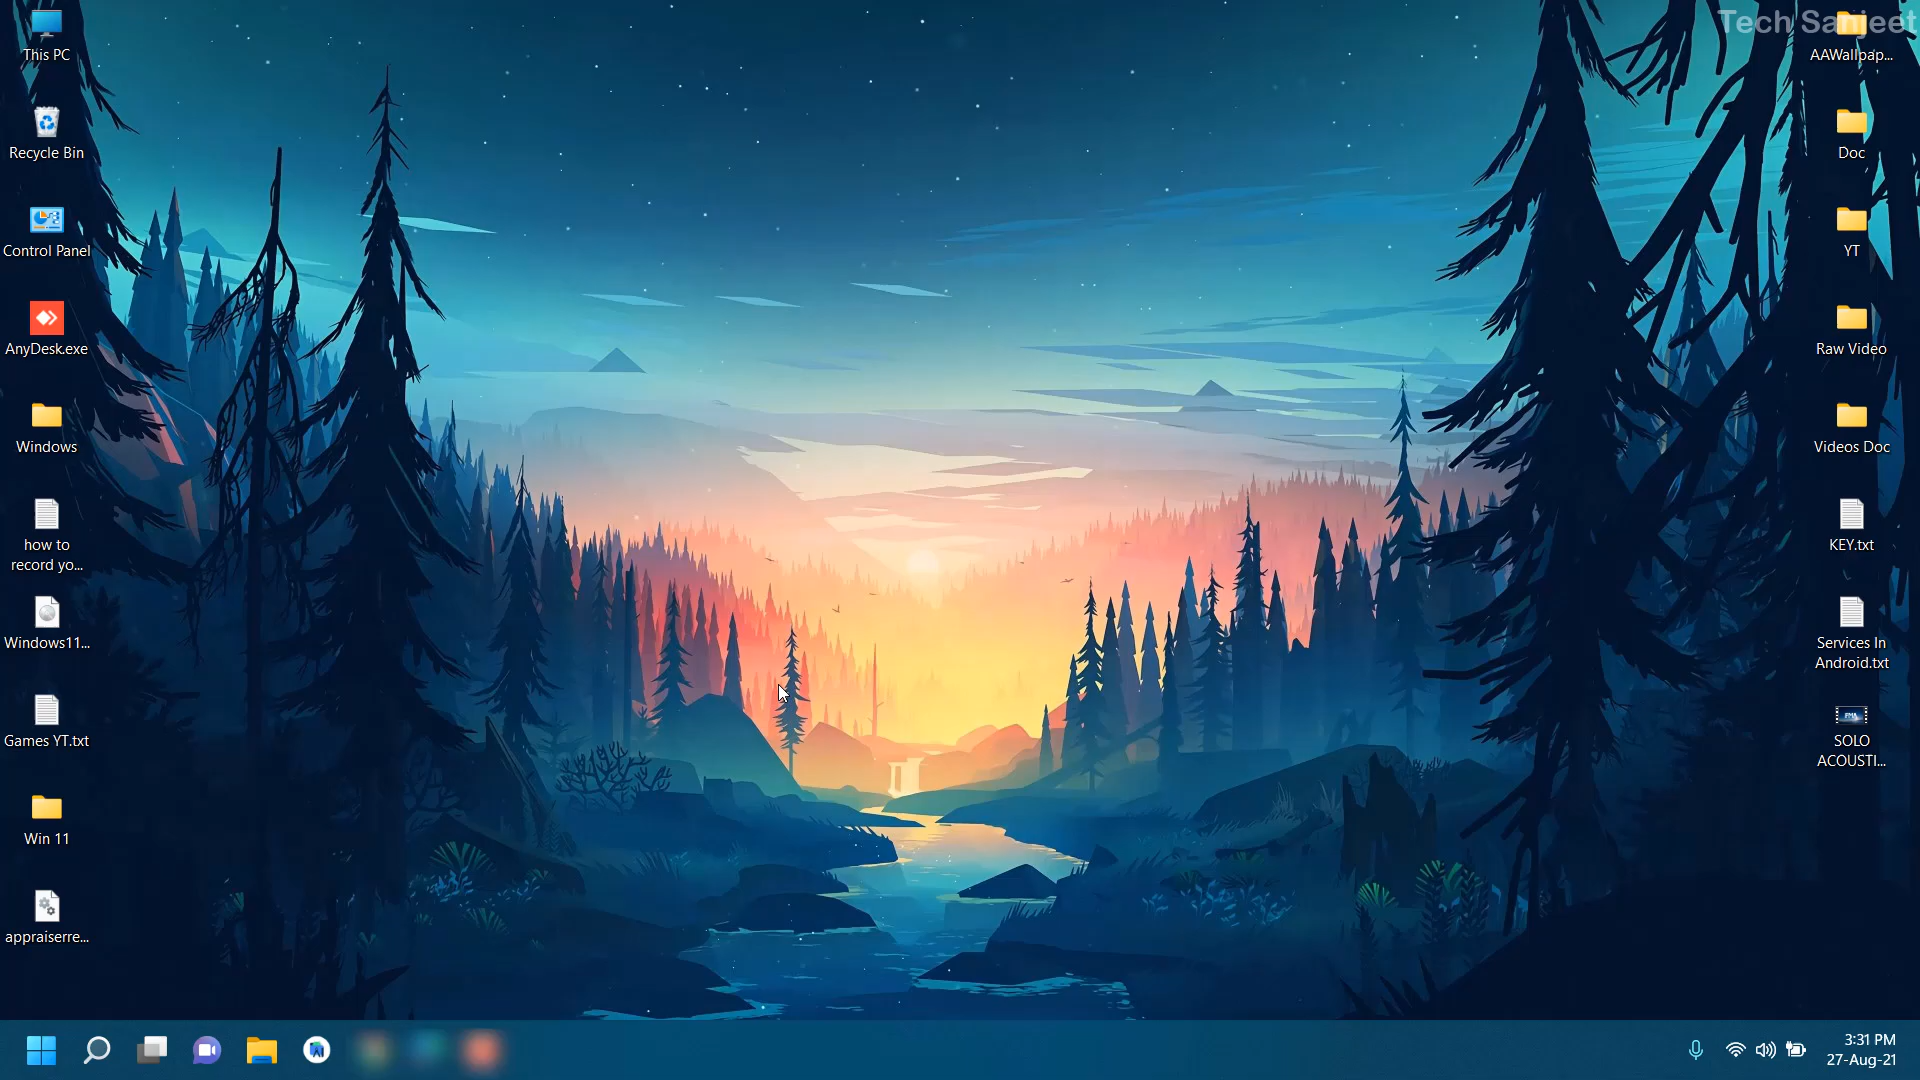 Tech Sanjeet
This PC
Recycle Bin
Control Panel
AnyDesk.exe
Windows
how to
record yo...
Windows11...
Games YT.txt
Win 11
appraiserre...
AAWallpap...
Doc
YT
Raw Video
Videos Doc
KEY.txt
Services In
Android.txt
SOLO
ACOUSTI...
3:31 PM
27-Aug-21